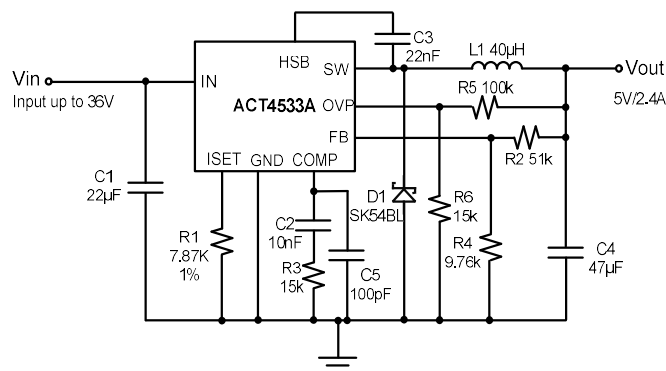 C3
22nF
HSB
L1 40μH
SW
Vin
IN
Vout
Input up to 36V
ACT4533A
OVP
R5 100k
5V/2.4A
FB
R2 51k
ISET
GND
COMP
C1
22μF
D1
SK54BL
R6
15k
R1
7.87K
1%
C2
10nF
R4
9.76k
C4
47μF
R3
15k
C5
100pF